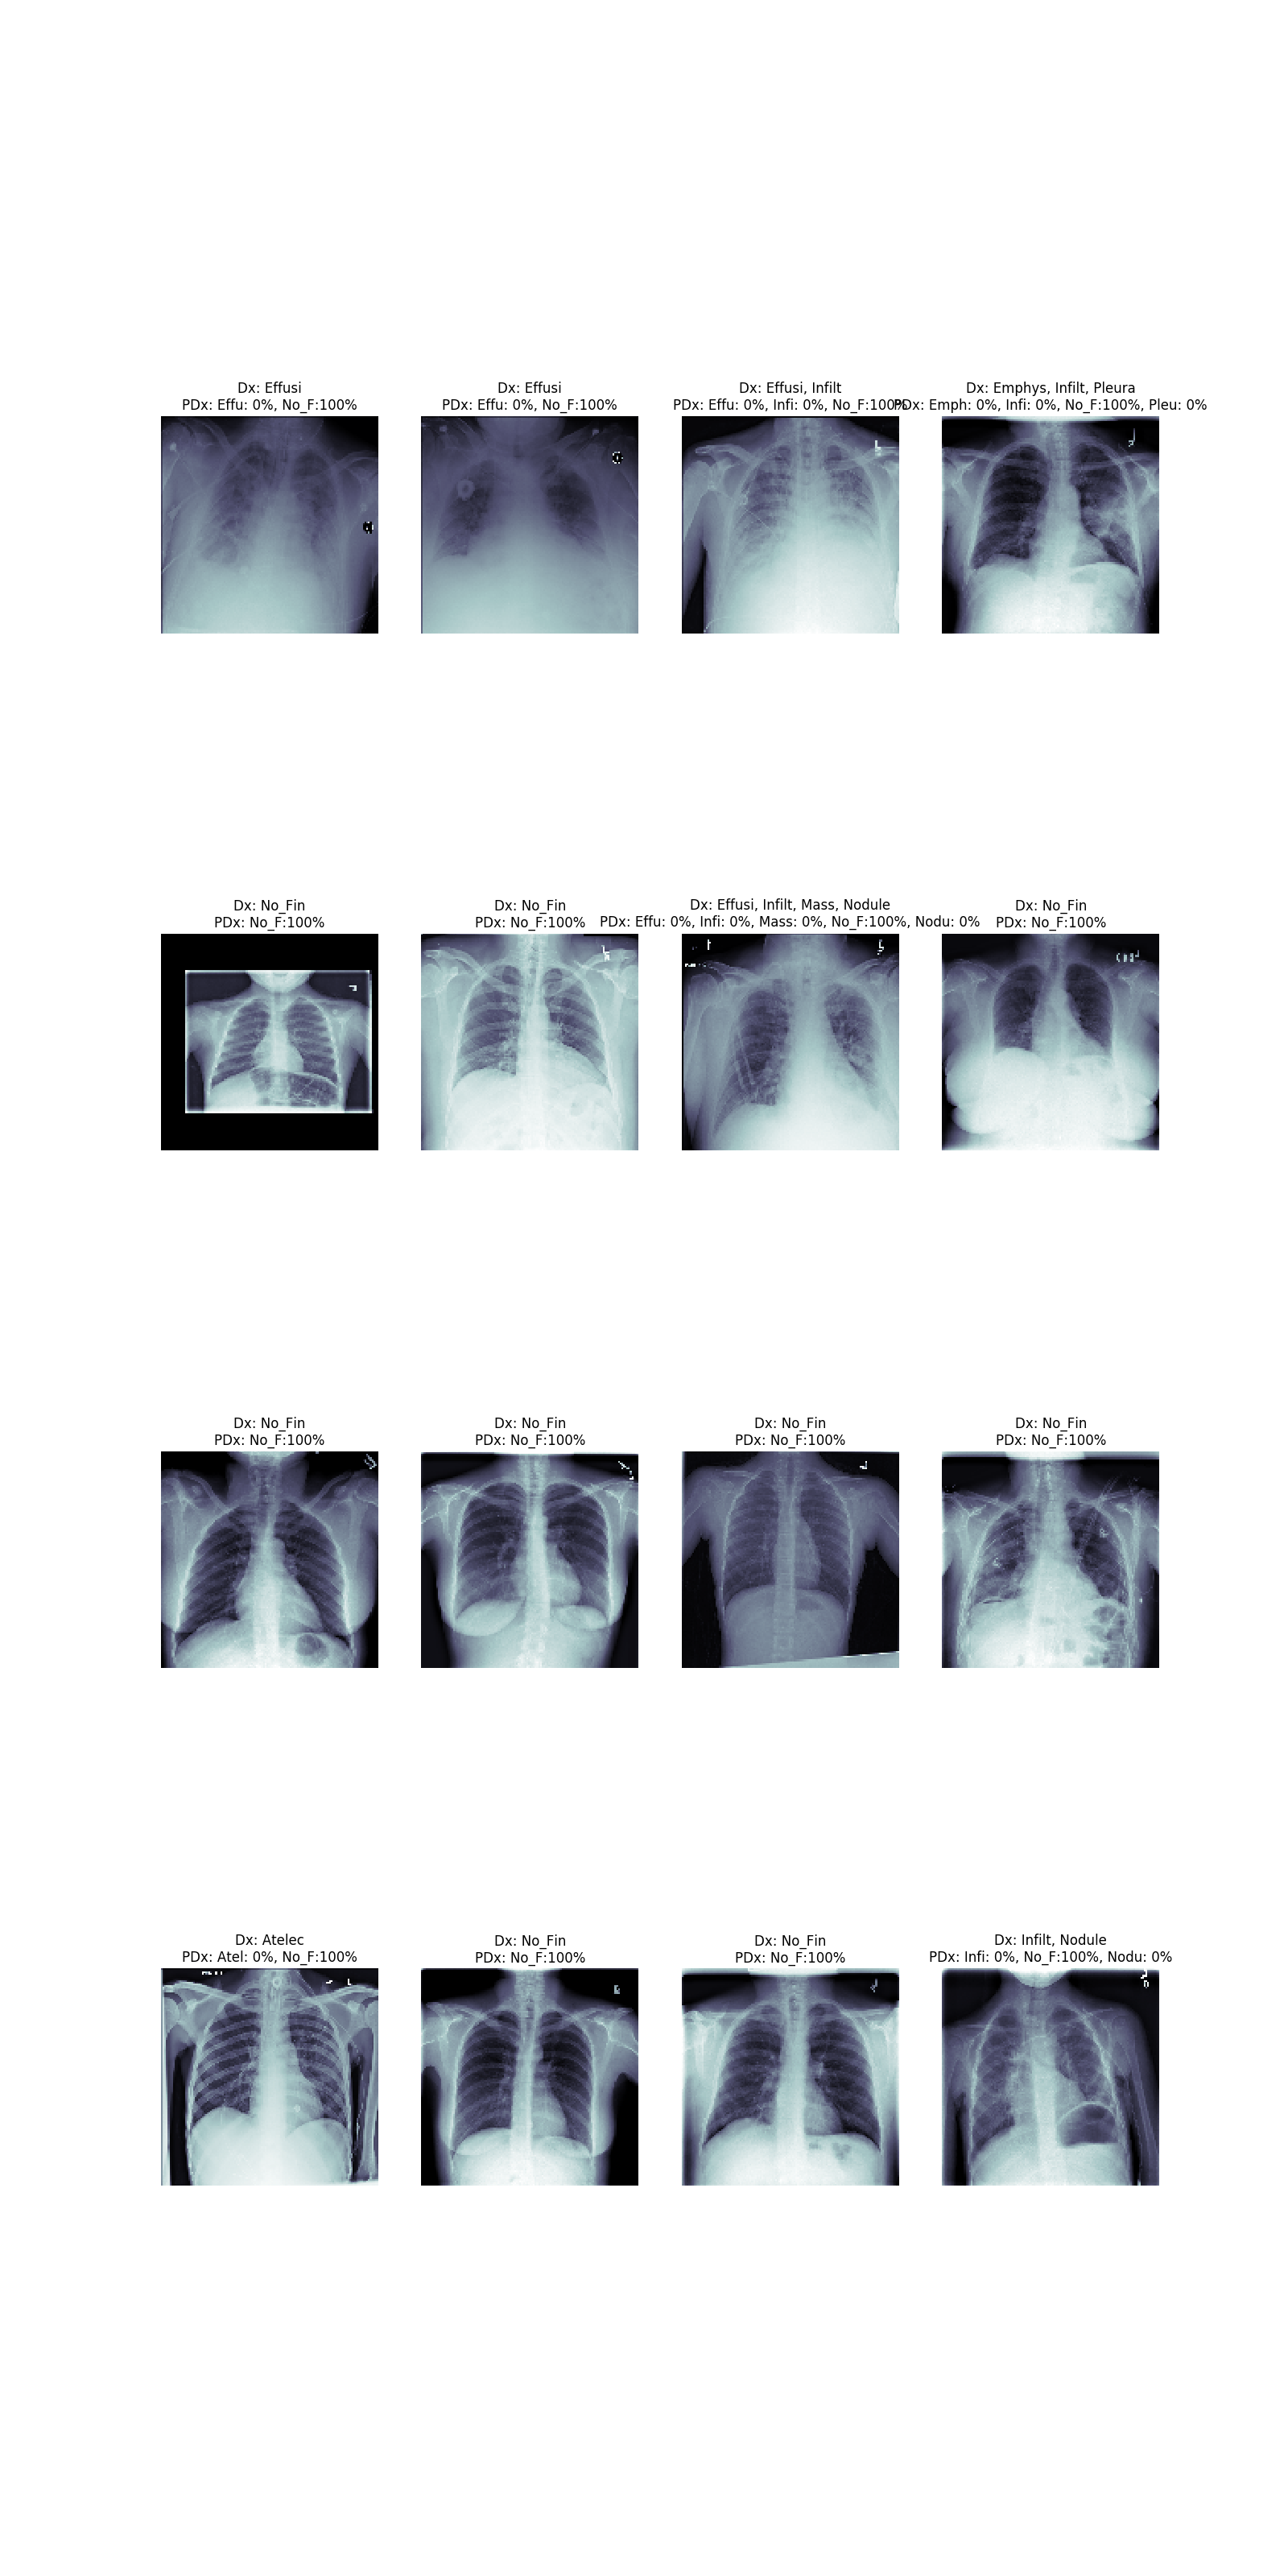 Dx: Effusi
PDx: Effu: 0%, No_F:100%
Dx: Effusi
PDx: Effu: 0%, No_F:100%
Dx: Effusi, Infilt
PDx: Effu: 0%, Infi: 0%, No_F:100%
Dx: Emphys, Infilt, Pleura
PDx: Emph: 0%, Infi: 0%, No_F:100%, Pleu: 0%
Dx: No_Fin
PDx: No_F:100%
Dx: No_Fin
PDx: No_F:100%
Dx: Effusi, Infilt, Mass, Nodule
PDx: Effu: 0%, Infi: 0%, Mass: 0%, No_F:100%, Nodu: 0%
Dx: No_Fin
PDx: No_F:100%
Dx: No_Fin
PDx: No_F:100%
Dx: No_Fin
PDx: No_F:100%
Dx: No_Fin
PDx: No_F:100%
Dx: No_Fin
PDx: No_F:100%
Dx: Atelec
PDx: Atel: 0%, No_F:100%
Dx: No_Fin
PDx: No_F:100%
Dx: No_Fin
PDx: No_F:100%
Dx: Infilt, Nodule
PDx: Infi: 0%, No_F:100%, Nodu: 0%